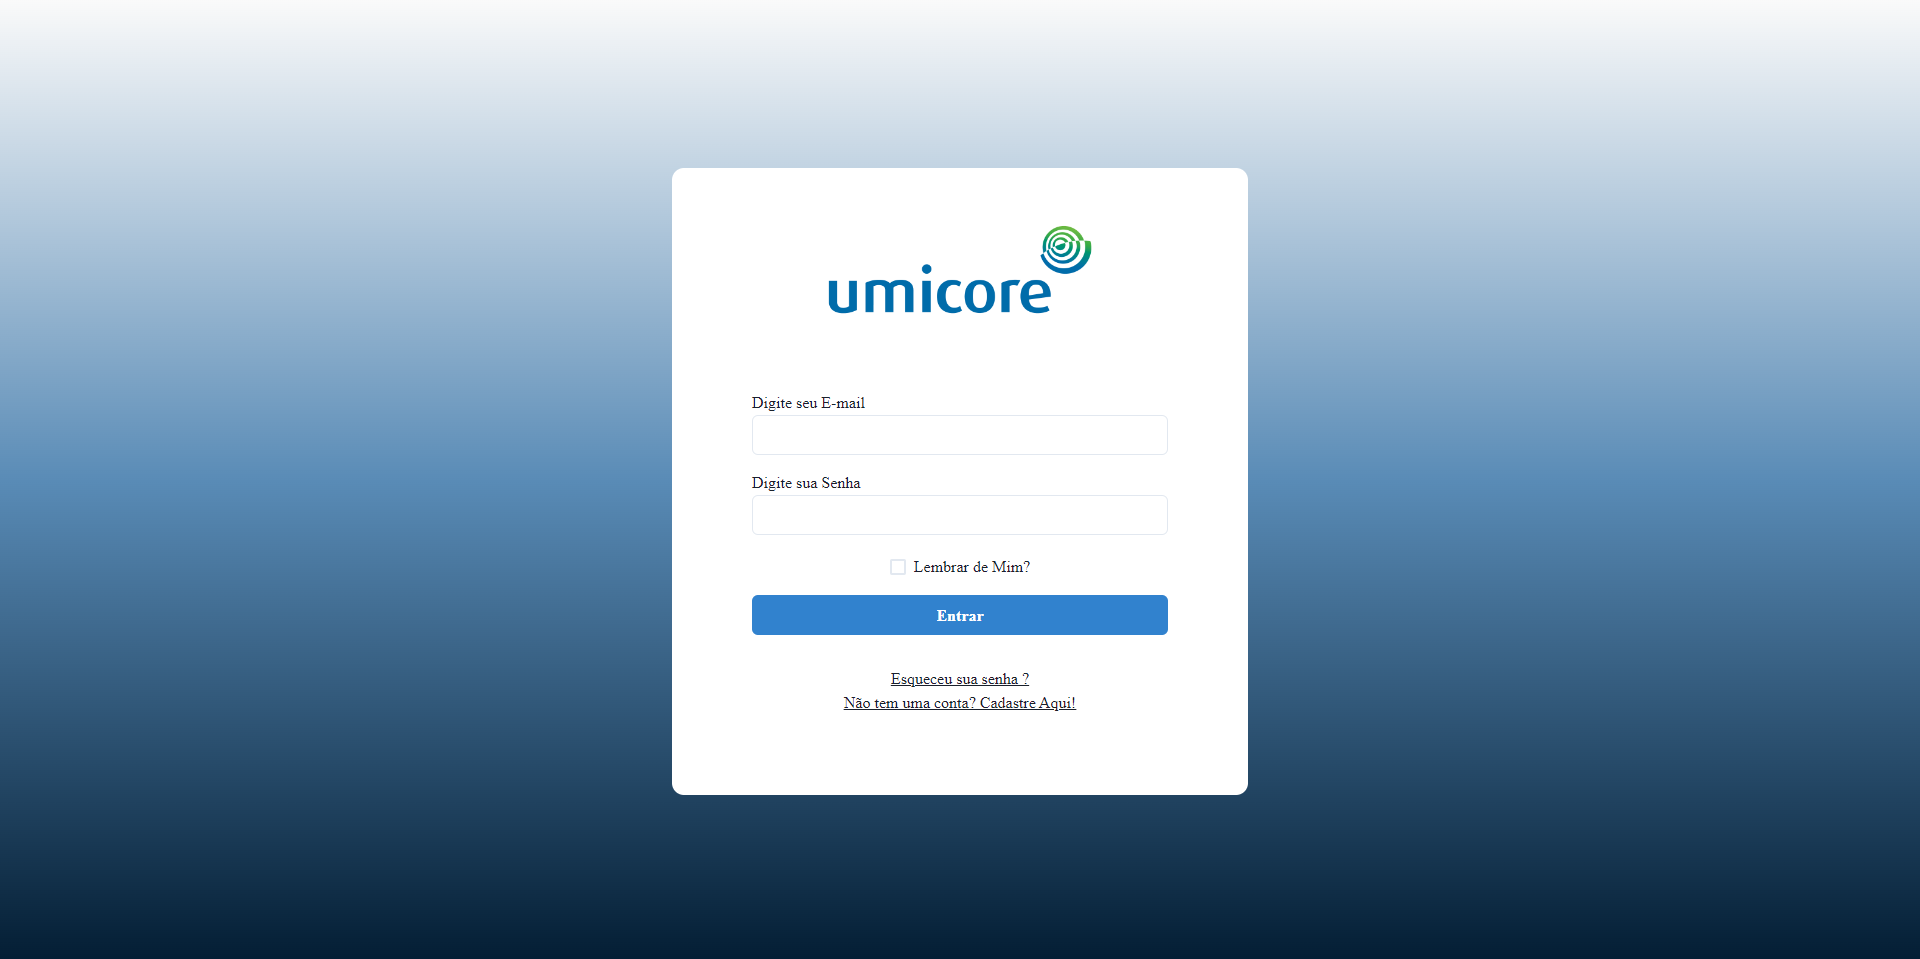 umicore
Digite seu E-mail
Digite sua Senha
Lembrar de Mim?
Entrar
Esqueceu sua senha ?
Não tem uma conta? Cadastre Aqui!